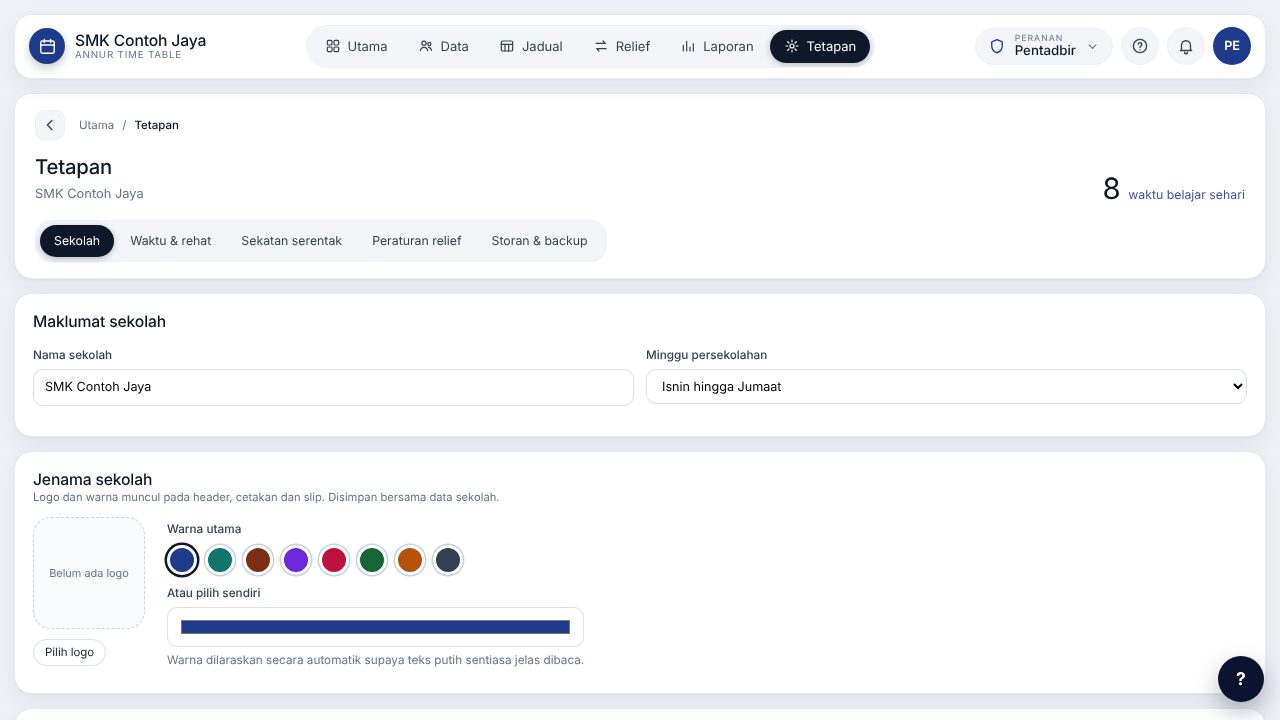 SMK Contoh Jaya
ANNUR TIME TABLE
Utama
Data
Jadual
Relief
Laporan
Tetapan
PERANAN
Pentadbir
PE
Utama / Tetapan
Tetapan
SMK Contoh Jaya
8 waktu belajar sehari
Sekolah
Waktu & rehat
Sekatan serentak
Peraturan relief
Storan & backup
Maklumat sekolah
Nama sekolah
SMK Contoh Jaya
Minggu persekolahan
Isnin hingga Jumaat
Jenama sekolah
Logo dan warna muncul pada header, cetakan dan slip. Disimpan bersama data sekolah.
Belum ada logo
Pilih logo
Warna utama
Atau pilih sendiri
Warna dilaraskan secara automatik supaya teks putih sentiasa jelas dibaca.
?